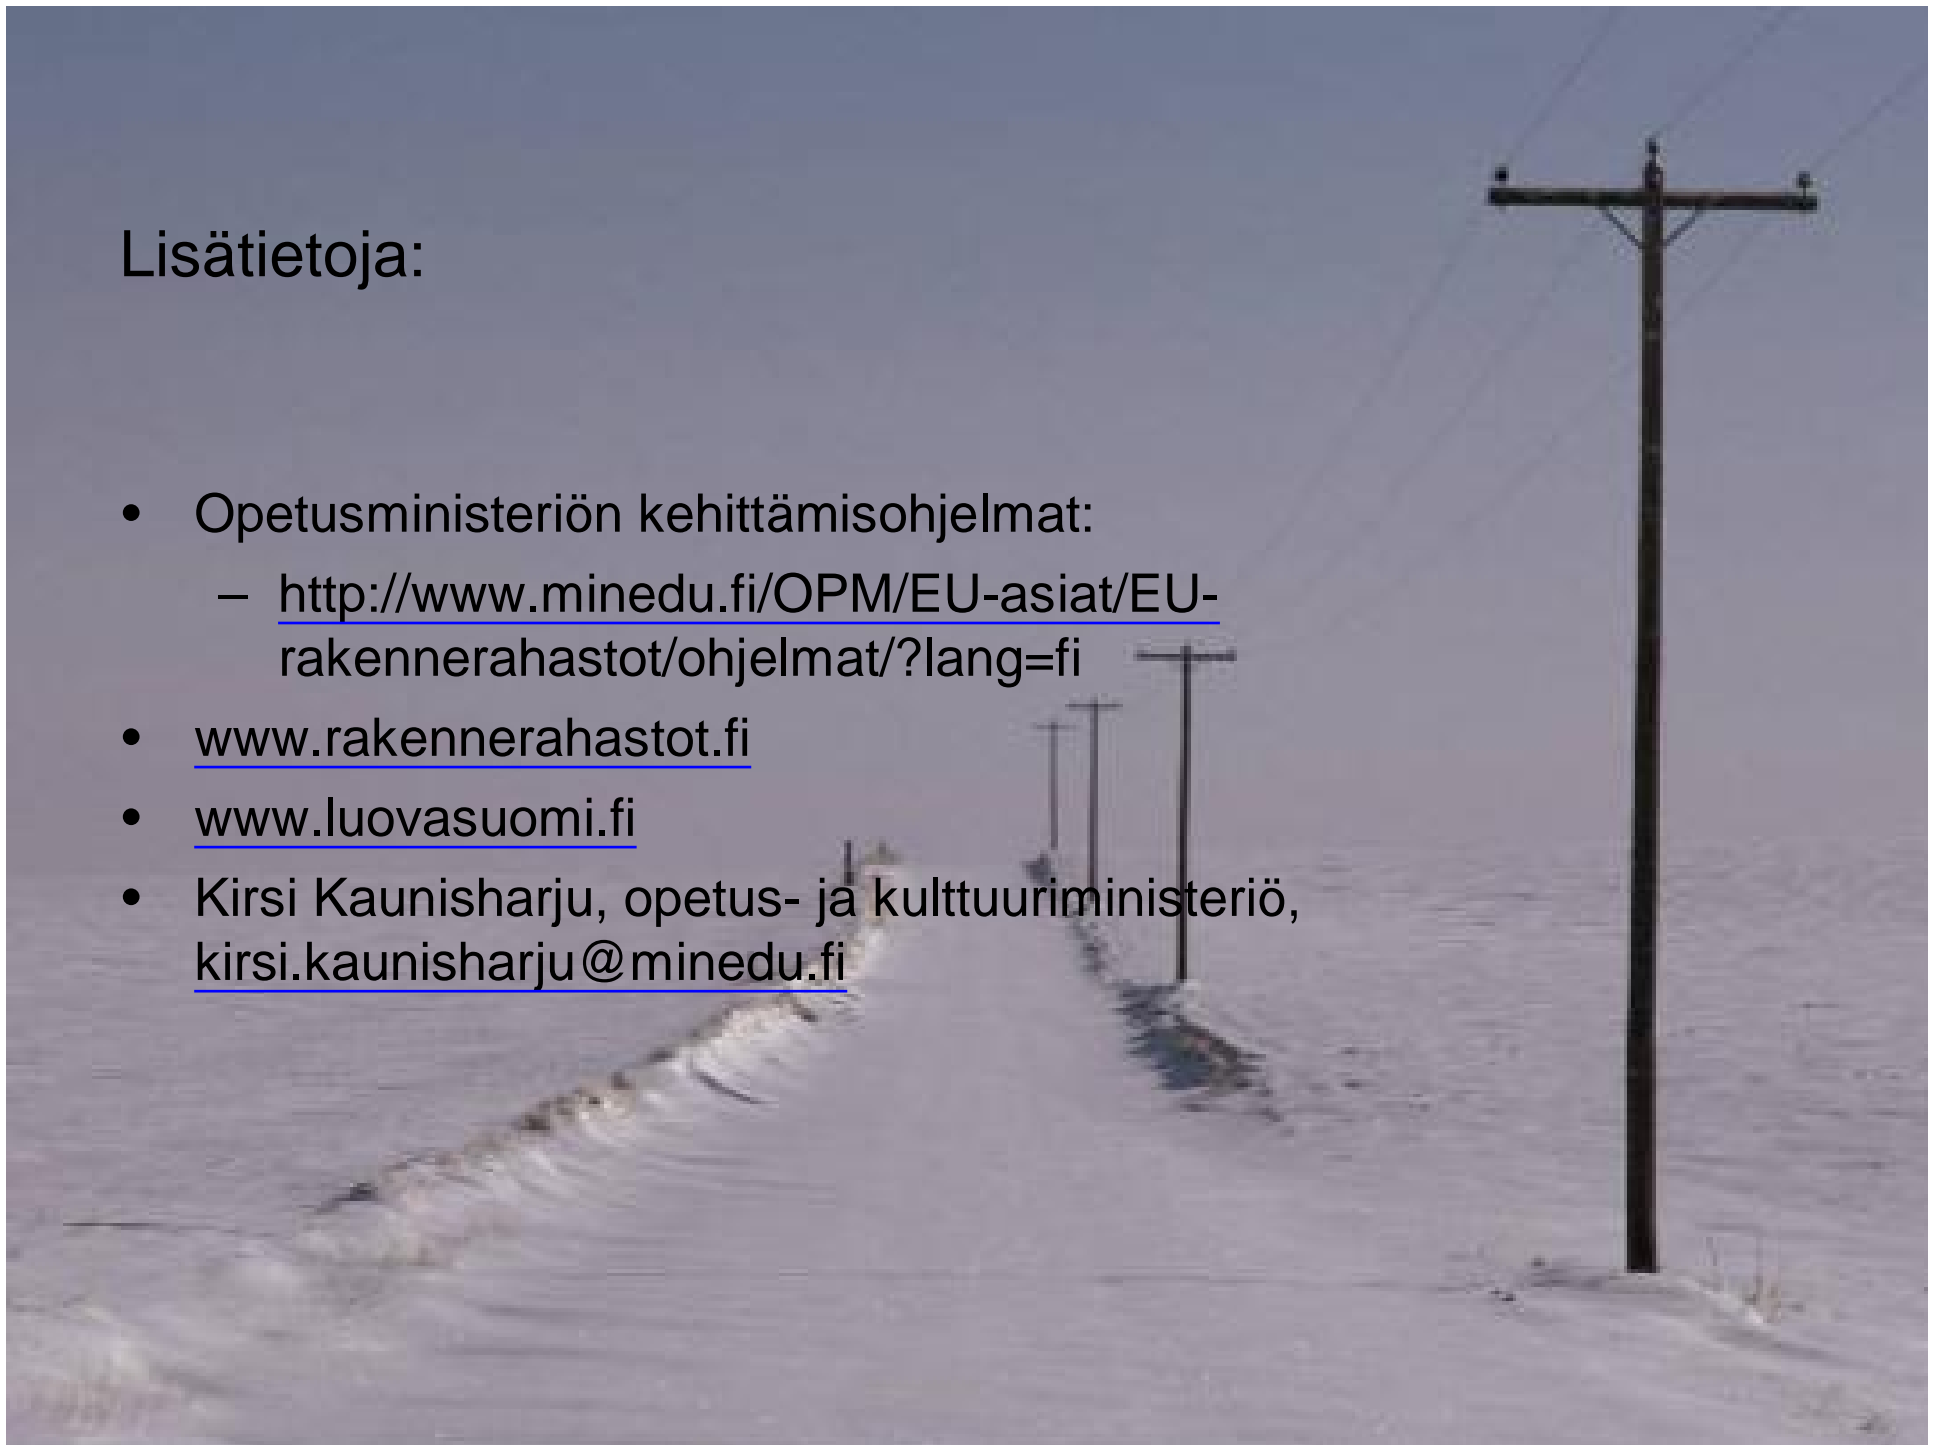 Lisätietoja:
• Opetusministeriön kehittämisohjelmat:
– http://www.minedu.fi/OPM/EU-asiat/EU-
rakennerahastot/ohjelmat/?lang=fi
• www.rakennerahastot.fi
• www.luovasuomi.fi
• Kirsi Kaunisharju, opetus- ja kulttuuriministeriö,
kirsi.kaunisharju@minedu.fi